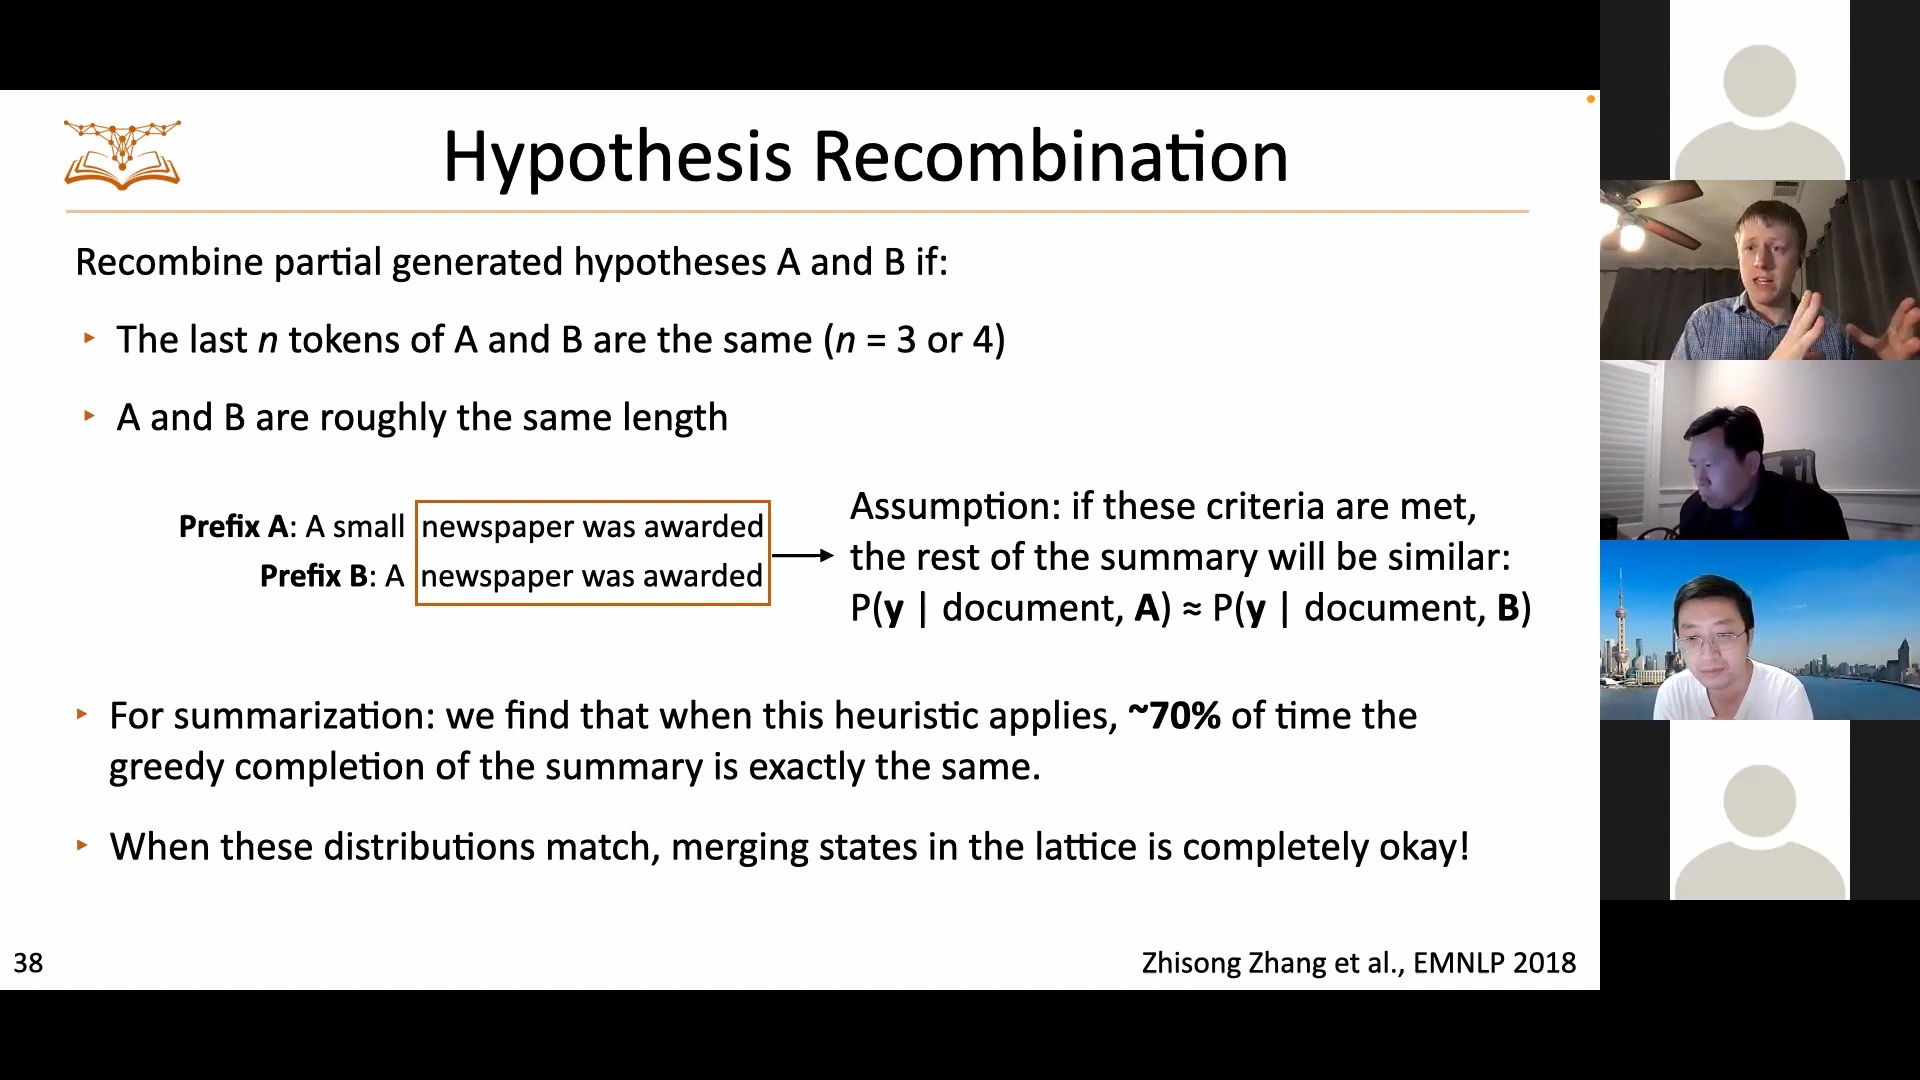 Hypothesis Recombination
Recombine partial generated hypotheses A and B if:
‣ The last n tokens of A and B are the same (n = 3 or 4)
‣ A and B are roughly the same length
Prefix A: A small newspaper was awarded
Prefix B: A newspaper was awarded
Assumption: if these criteria are met,
the rest of the summary will be similar:
P(y | document, A) ≈ P(y | document, B)
‣ For summarization: we find that when this heuristic applies, ~70% of time the
greedy completion of the summary is exactly the same.
‣ When these distributions match, merging states in the lattice is completely okay!
38
Zhisong Zhang et al., EMNLP 2018